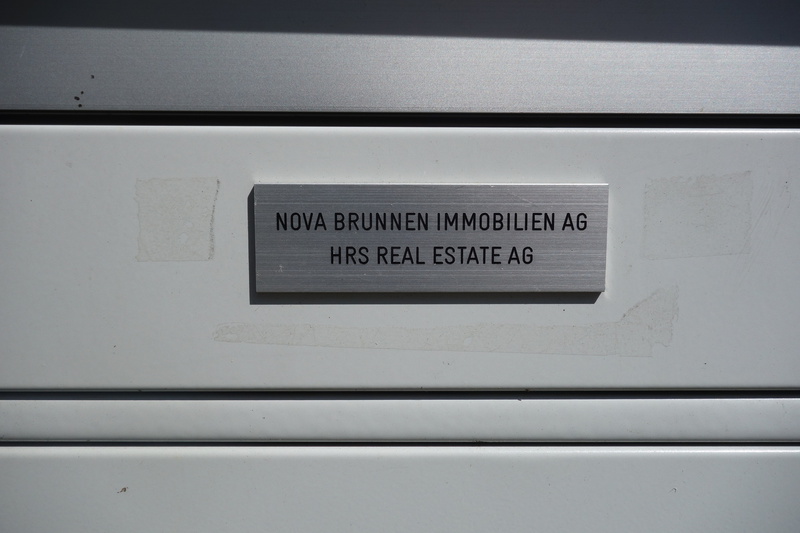 NOVA BRUNNEN IMMOBILIEN AG
HRS REAL ESTATE AG